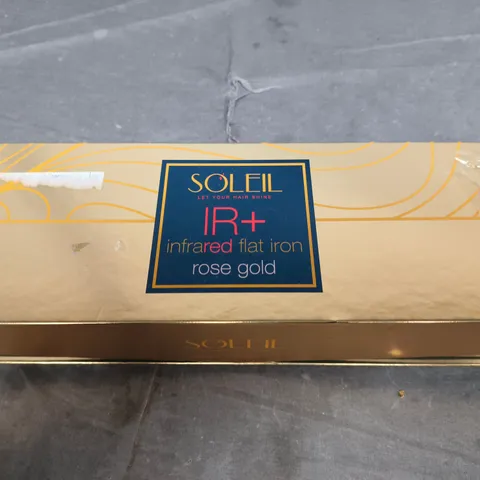 SOLEIL
LET YOUR HAIR SHINE
IR+
infrared flat iron
rose gold
SOLEIL